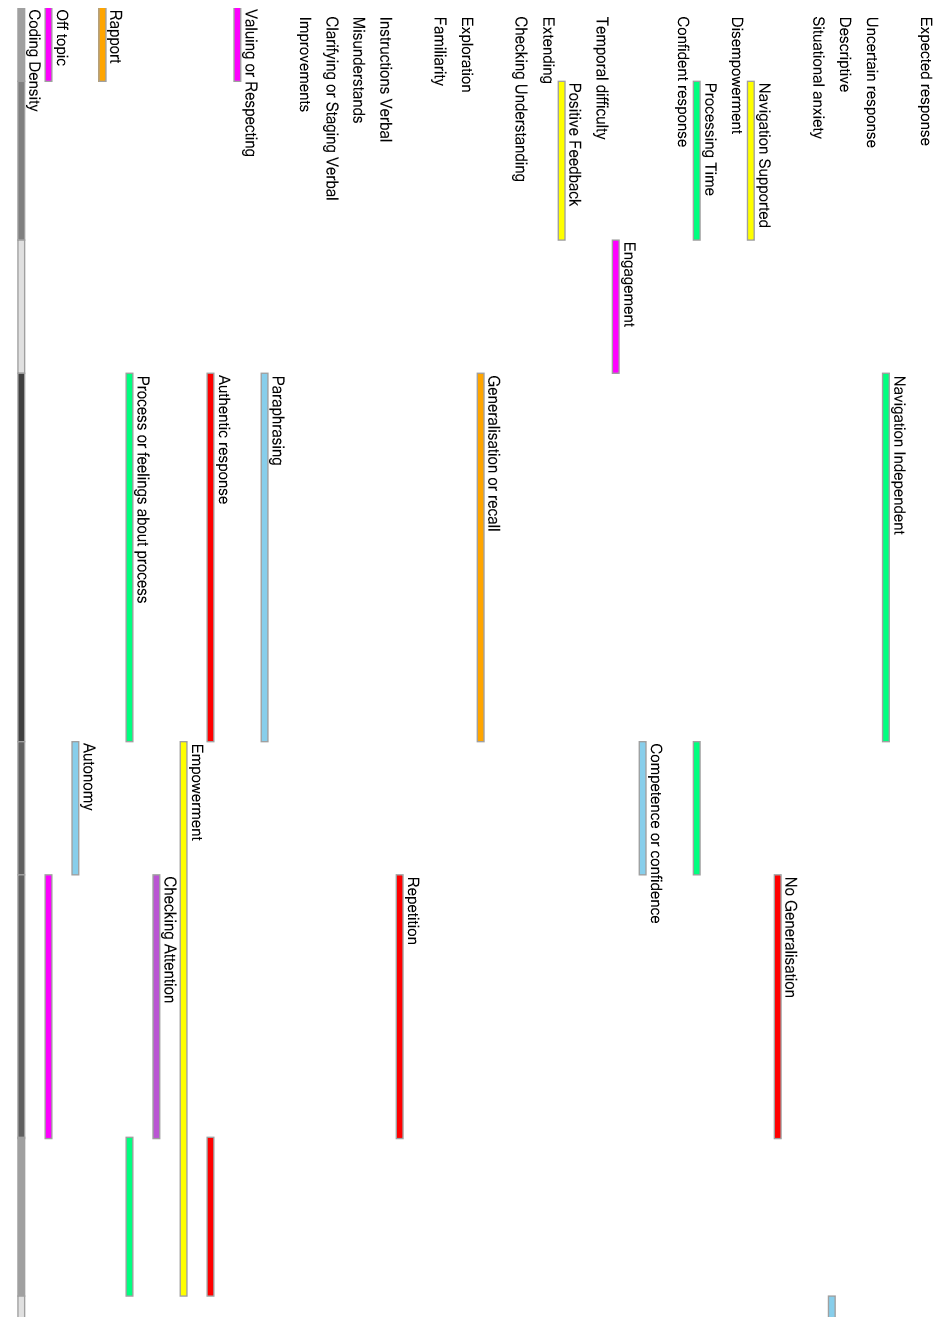 Expected response
Navigation Independent
Uncertain response
Descriptive
Situational anxiety
No Generalisation
Navigation Supported
Disempowerment
Processing Time
Confident response
Competence or confidence
Engagement
Temporal difficulty
Positive Feedback
Extending
Checking Understanding
Generalisation or recall
Exploration
Familiarity
Repetition
Instructions Verbal
Misunderstands
Clarifying or Staging Verbal
Improvements
Paraphrasing
Valuing or Respecting
Authentic response
Empowerment
Checking Attention
Process or feelings about process
Rapport
Autonomy
Off topic
Coding Density